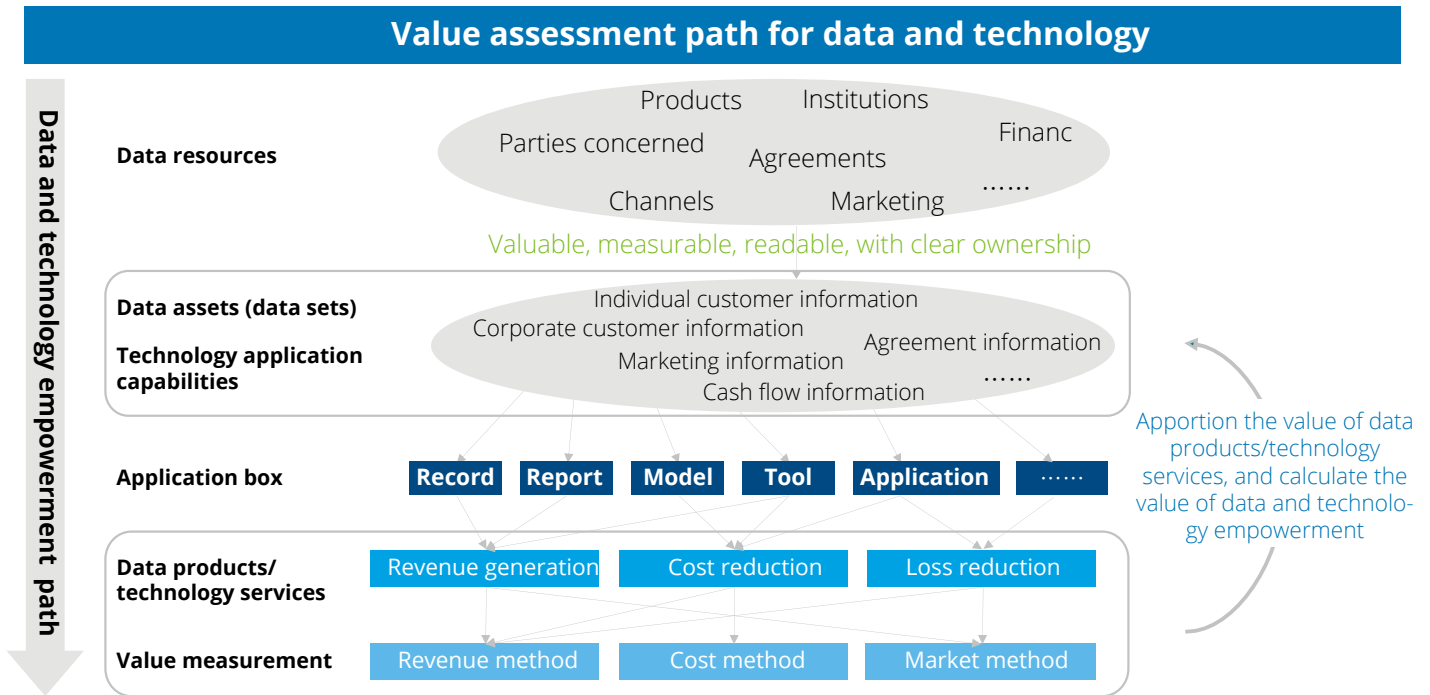 Value assessment path for data and technology
Data and technology empowerment path
Data resources
Products
Institutions
Parties concerned
Financ
Agreements
Channels
Marketing
……
Valuable, measurable, readable, with clear ownership
Data assets (data sets)
Technology application
capabilities
Individual customer information
Corporate customer information
Agreement information
Marketing information
……
Cash flow information
Apportion the value of data
products/technology
services, and calculate the
value of data and technolo-
gy empowerment
Application box
Record
Report
Model
Tool
Application
……
Data products/
technology services
Revenue generation
Cost reduction
Loss reduction
Value measurement
Revenue method
Cost method
Market method